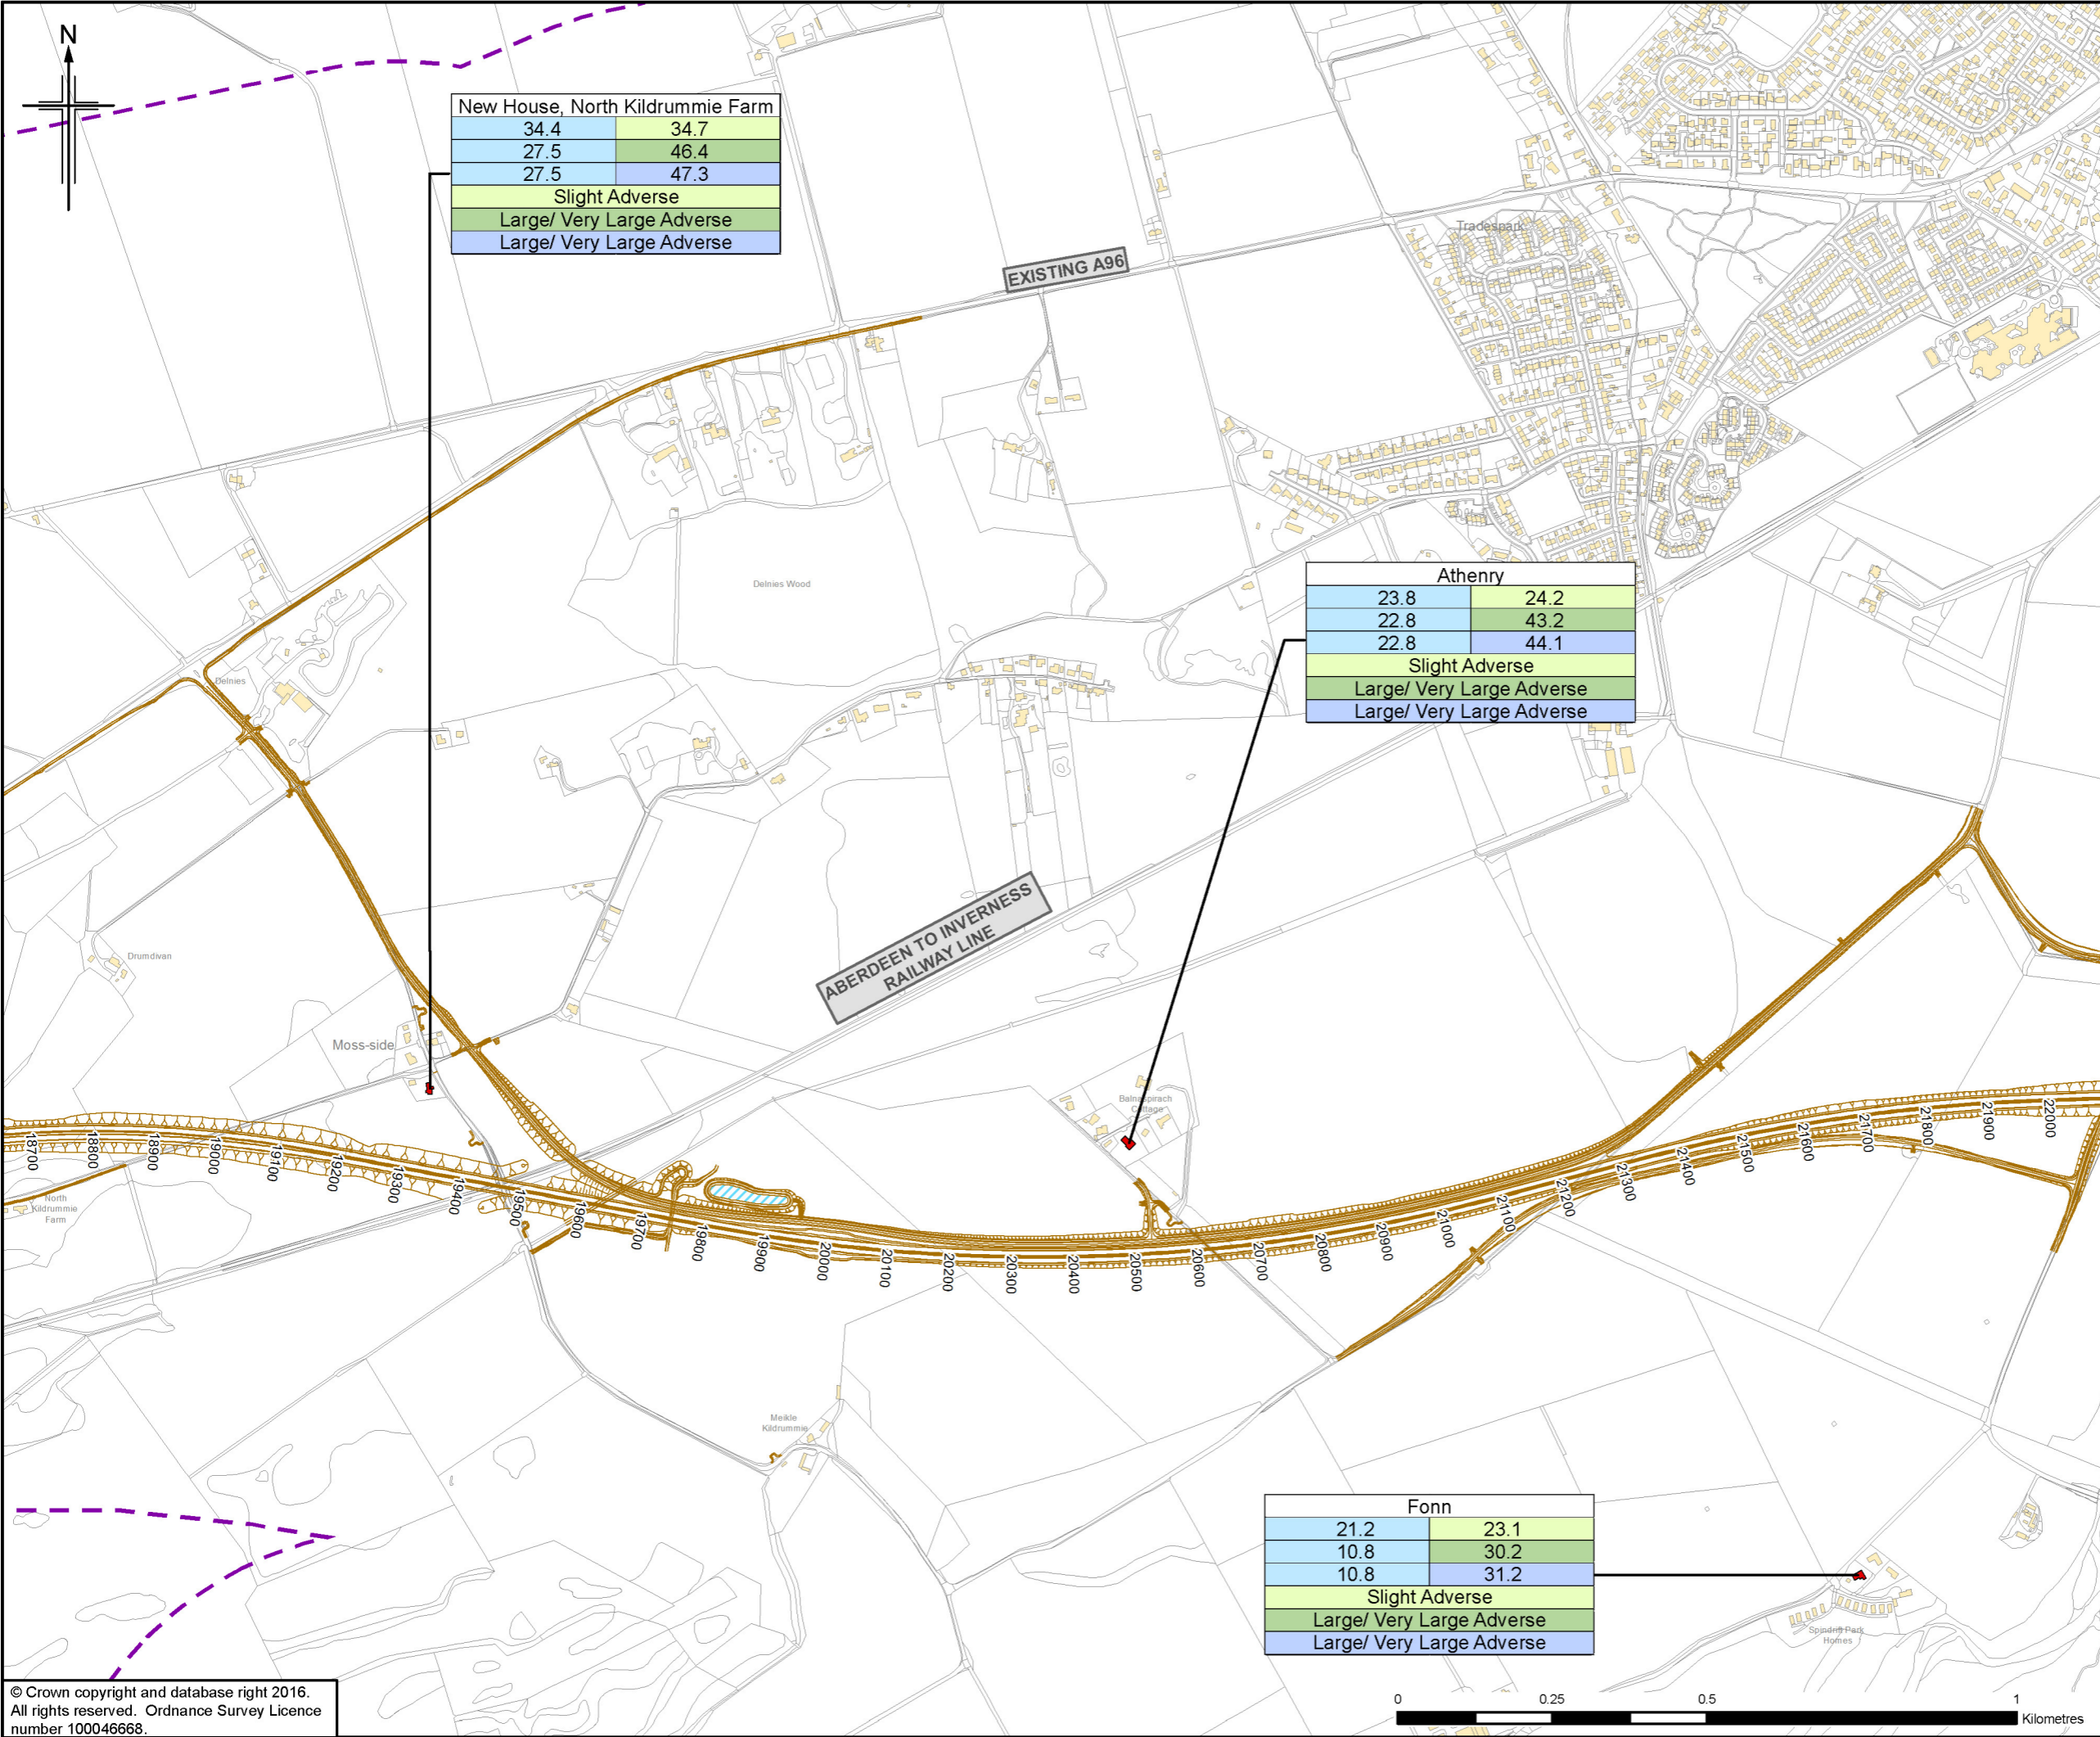 N
New House, North Kildrummie Farm
34.4 34.7
27.5 46.4
27.5 47.3
Slight Adverse
Large/ Very Large Adverse
Large/ Very Large Adverse
EXISTING A96
Tradespark
Delnies Wood
Athenry
23.8 24.2
22.8 43.2
22.8 44.1
Slight Adverse
Large/ Very Large Adverse
Large/ Very Large Adverse
Delnies
ABERDEEN TO INVERNESS
RAILWAY LINE
Drumdivan
Moss-side
Balnaspirach
Cottage
North
Kildrummie
Farm
18700
18800
18900
19000
19100
19200
19300
19400
19500
19600
19700
19800
19900
20000
20100
20200
20300
20400
20500
20600
20700
20800
20900
21000
21100
21200
21300
21400
21500
21600
21700
21800
21900
22000
Meikle
Kildrummie
Fonn
21.2 23.1
10.8 30.2
10.8 31.2
Slight Adverse
Large/ Very Large Adverse
Large/ Very Large Adverse
Spindrift Park
Homes
© Crown copyright and database right 2016.
All rights reserved. Ordnance Survey Licence
number 100046668.
0 0.25 0.5 1
Kilometres